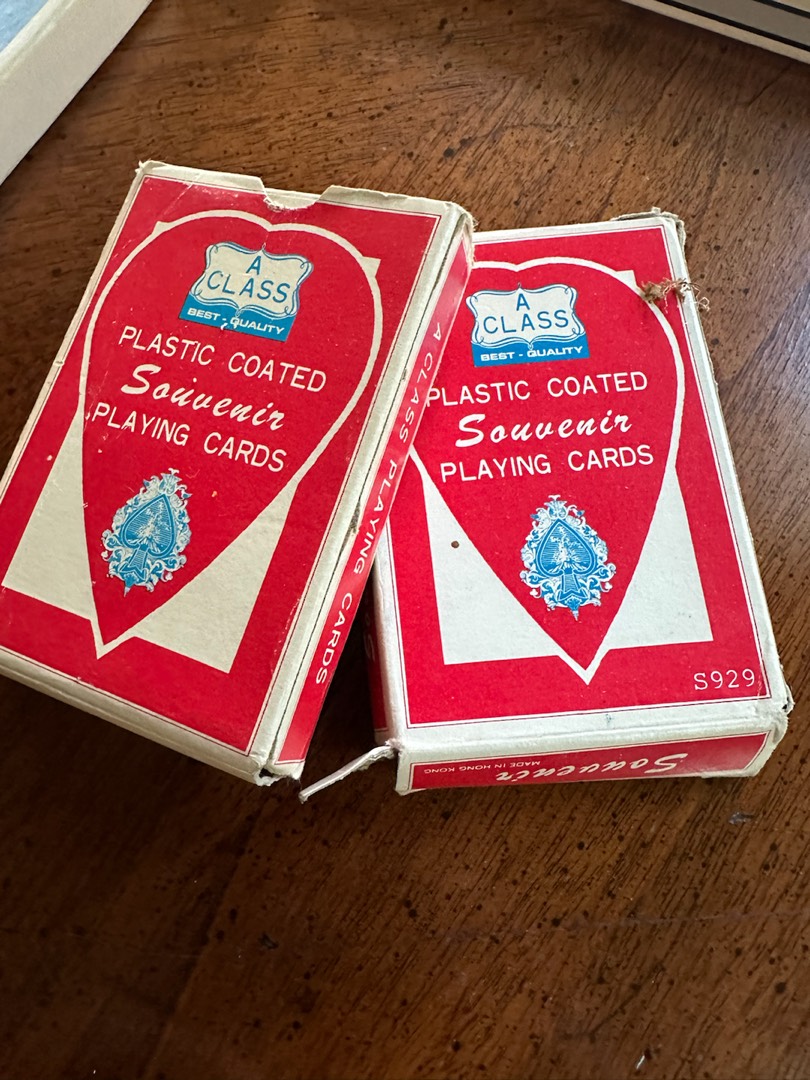 A
CLASS
BEST - QUALITY
PLASTIC COATED
Souvenir
PLAYING CARDS
A CLASS PLAYING CARDS
A
CLASS
BEST - QUALITY
PLASTIC COATED
Souvenir
PLAYING CARDS
S929
Souvenir
MADE IN HONG KONG